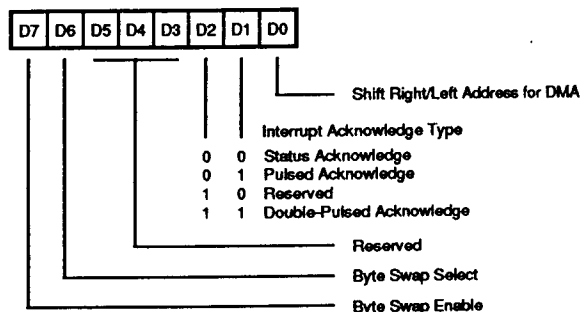 D7 D6 D5 D4 D3 D2 D1 D0
Shift Right/Left Address for DMA
Interrupt Acknowledge Type
0 0 Status Acknowledge
0 1 Pulsed Acknowledge
1 0 Reserved
1 1 Double-Pulsed Acknowledge
Reserved
Byte Swap Select
Byte Swap Enable